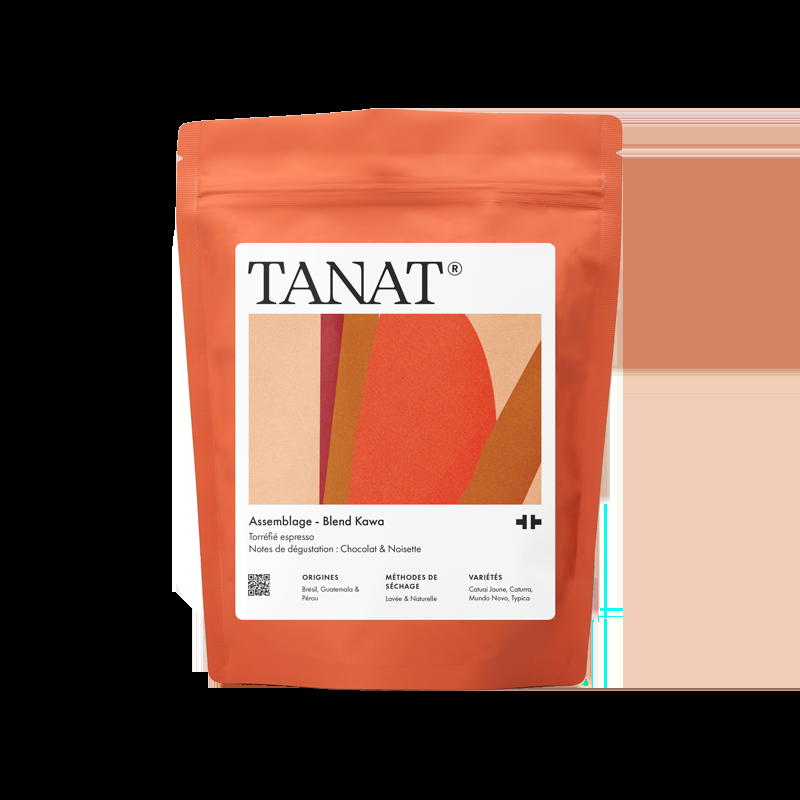 TANAT®
Assemblage - Blend Kawa
Torréfié espresso
Notes de dégustation : Chocolat & Noisette
ORIGINES
Brésil, Guatemala &
Pérou
MÉTHODES DE
SÉCHAGE
Lavée & Naturelle
VARIÉTÉS
Catuai Jaune, Caturra,
Mundo Novo, Typica